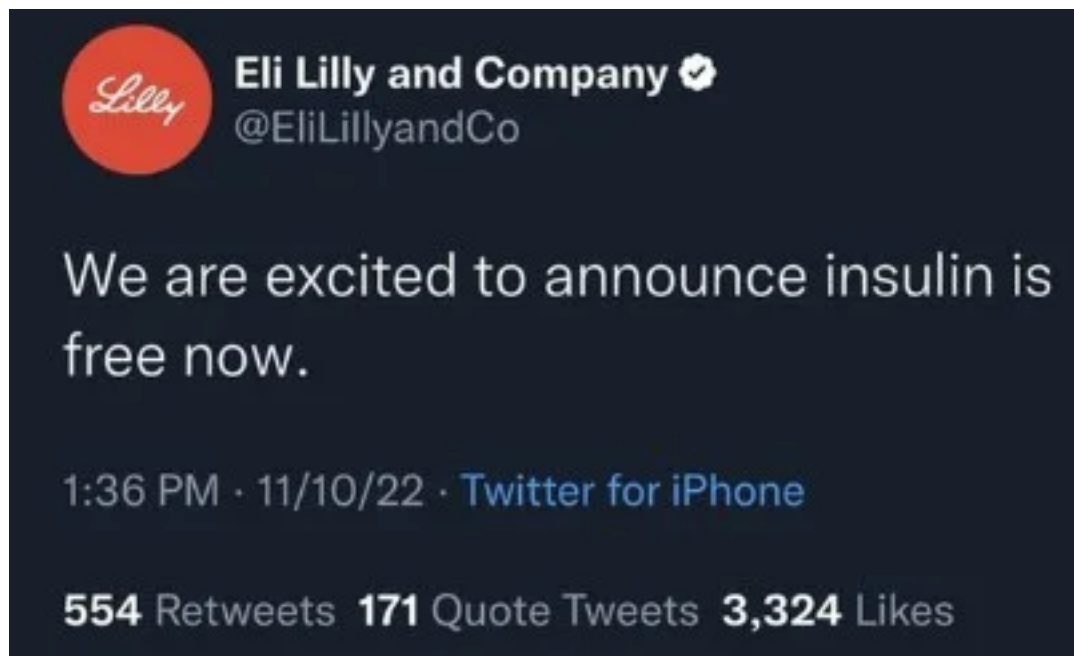 Lilly
Eli Lilly and Company
@EliLillyandCo
We are excited to announce insulin is
free now.
1:36 PM · 11/10/22 · Twitter for iPhone
554 Retweets 171 Quote Tweets 3,324 Likes